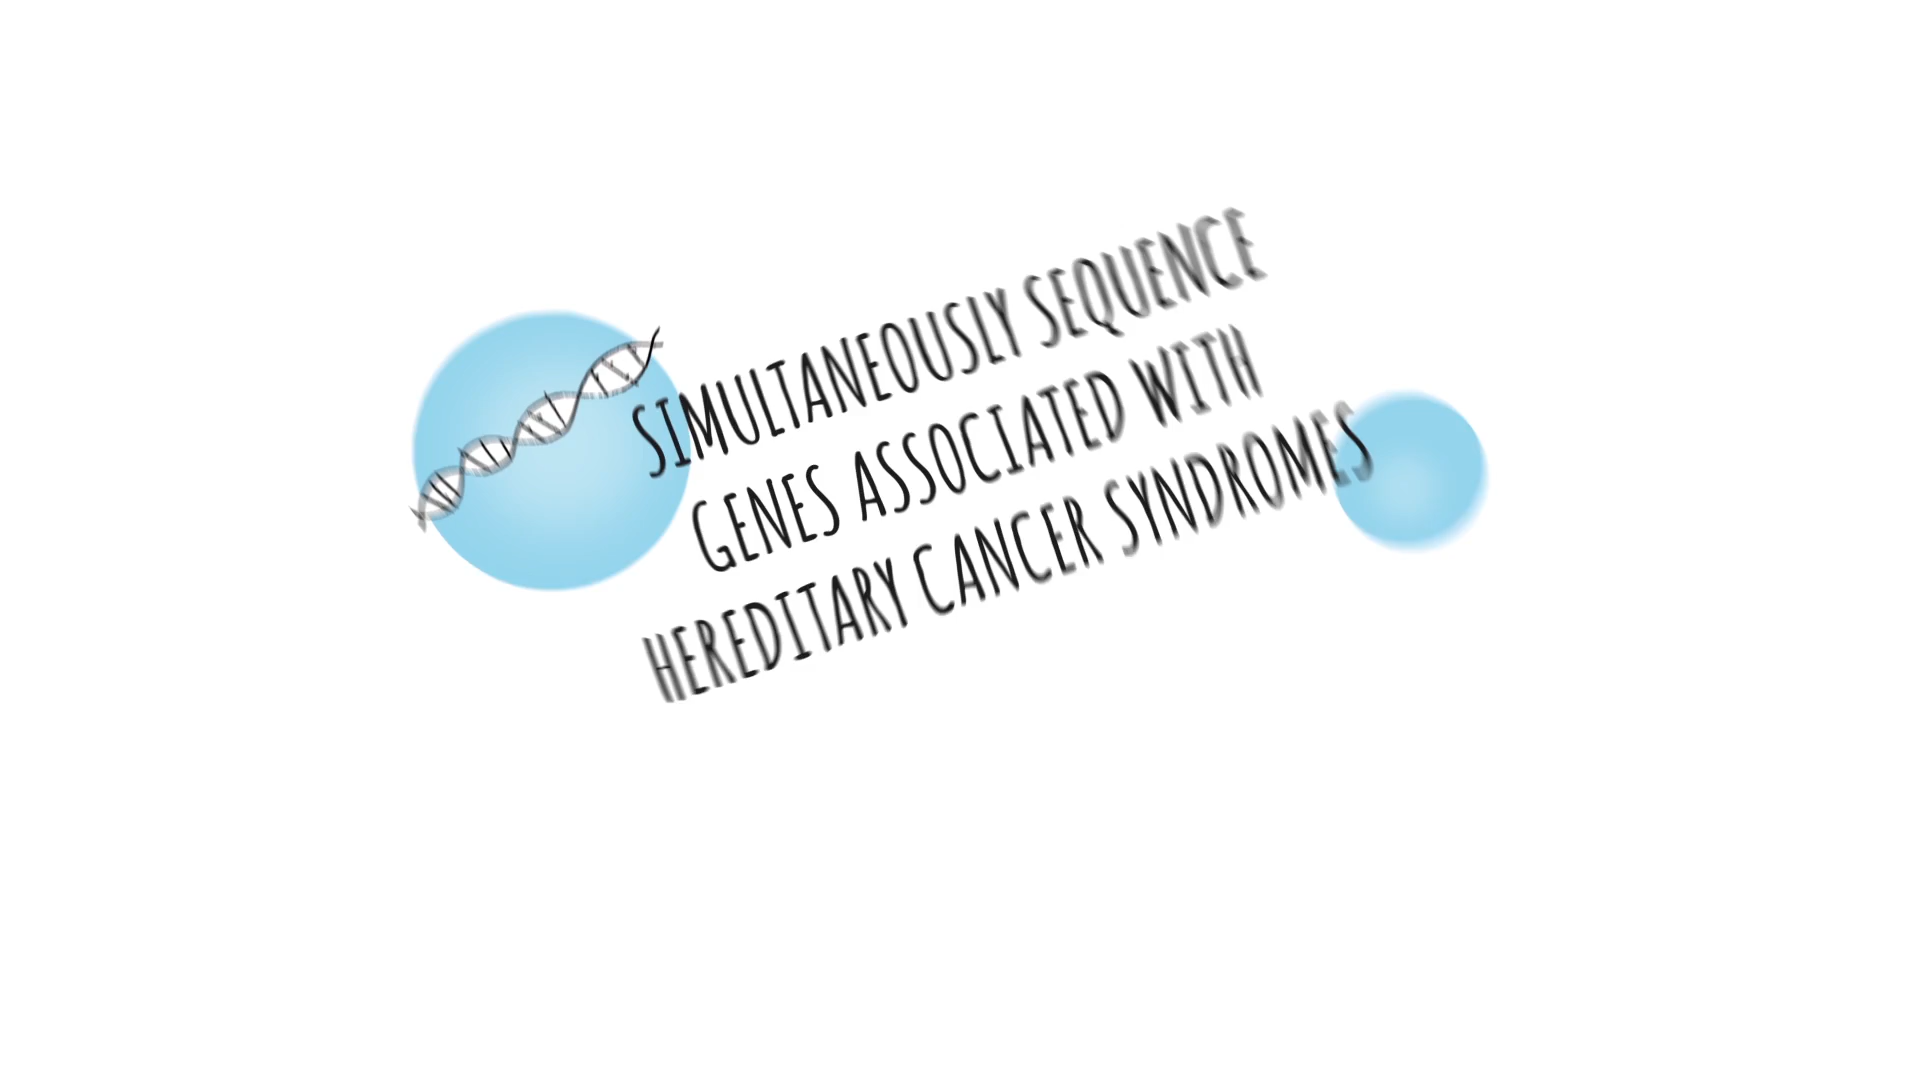 SIMULTANEOUSLY SEQUENCE
GENES ASSOCIATED WITH
HEREDITARY CANCER SYNDROMES